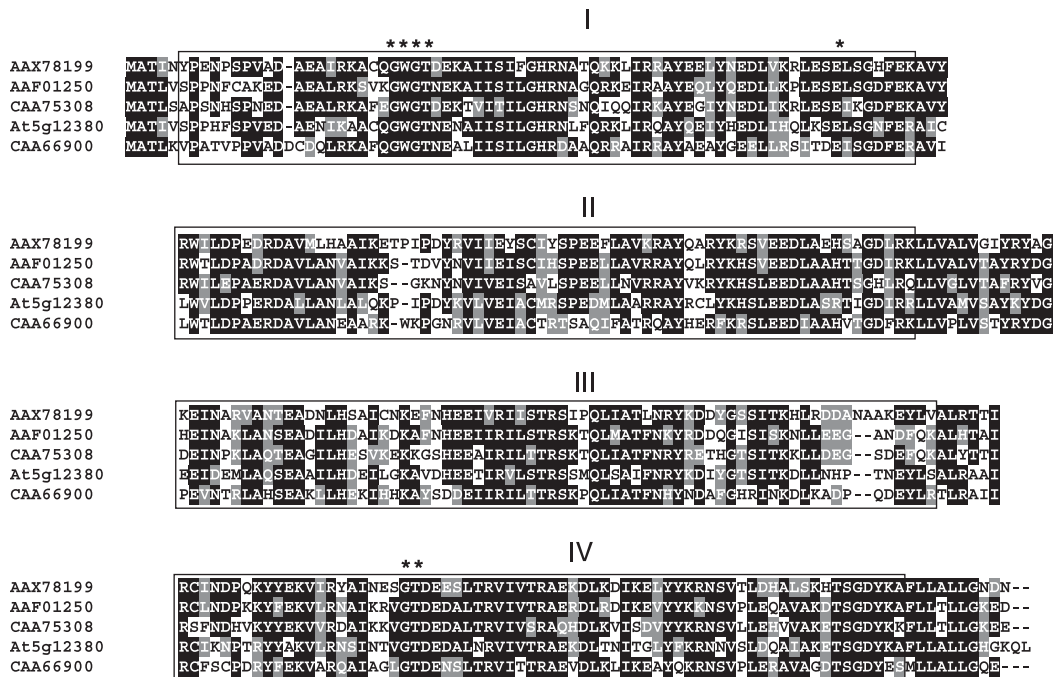 I
**** *
AAX78199 MATINYPENPSPVAD-AEAIRKACQGWGTDEKAIISIFGHRNATQKKLIRRAYEELYNEDLVKRLESELSGHFEKAVY
AAF01250 MATLVSPPNFCAKED-AEALRKSVKGWGTNEKAIISILGHRNAGQRKEIRAAYEQLYQEDLLKPLESELSGDFEKAVY
CAA75308 MATLSAPSNHSPNED-AEALRKAFEGWGTDEKTVITILGHRNSNQIQQIRKAYEGIYNEDLIKRLESEIKGDFEKAVY
At5g12380 MATIVSPPHFSPVED-AENIKAACQGWGTNENAIISILGHRNLFQRKLIRQAYQEIYHEDLIHQLKSELSGNFERAIC
CAA66900 MATLKVPATVPPVADDCDQLRKAFQGWGTNEALIISILGHRDAAQRRAIRRAYAEAYGEELLRSITDEISGDFERAVI
II
AAX78199 RWILDPEDRDAVMLHAAIKETPIPDYRVIIEYSCIYSPEEFLAVKRAYQARYKRSVEEDLAEHSAGDLRKLLVALVGIYRYAG
AAF01250 RWTLDPADRDAVLANVAIKKS-TDVYNVIIEISCIHSPEELLAVRRAYQLRYKHSVEEDLAAHTTGDIRKLLVALVTAYRYDG
CAA75308 RWILEPAERDAVLANVAIKS--GKNYNVIVEISAVLSPEELLNVRRAYVKRYKHSLEEDLAAHTSGHLRQLLVGLVTAFRYVG
At5g12380 LWVLDPPERDALLANLALQKP-IPDYKVLVEIACMRSPEDMLAARRAYRCLYKHSLEEDLASRTIGDIRRLLVAMVSAYKYDG
CAA66900 LWTLDPAERDAVLANEAARK-WKPGNRVLVEIACTRTSAQIFATRQAYHERFKRSLEEDIAAHVTGDFRKLLVPLVSTYRYDG
III
AAX78199 KEINARVANTEADNLHSAICNKEFNHEEIVRIISTRSIPQLIATLNRYKDDYGSSITKHLRDDANAAKEYLVALRTTI
AAF01250 HEINAKLANSEADILHDAIKDKAFNHEEIIRILSTRSKTQLMATFNKYRDDQGISISKNLLEEG--ANDFQKALHTAI
CAA75308 DEINPKLAQTEAGILHESVKEKKGSHEEAIRILTTRSKTQLIATFNRYRETHGTSITKKLLDEG--SDEFQKALYTTI
At5g12380 EEIDEMLAQSEAAILHDEILGKAVDHEETIRVLSTRSSMQLSAIFNRYKDIYGTSITKDLLNHP--TNEYLSALRAAI
CAA66900 PEVNTRLAHSEAKLLHEKIHHKAYSDDEIIRILTTRSKPQLIATFNHYNDAFGHRINKDLKADP--QDEYLRTLRAII
IV
**
AAX78199 RCINDPQKYYEKVIRYAINESGTDEESLTRVIVTRAEKDLKDIKELYYKRNSVTLDHALSKHTSGDYKAFLLALLGNDN--
AAF01250 RCLNDPKKYFEKVLRNAIKRVGTDEDALTRVIVTRAERDLRDIKEVYYKKNSVPLEQAVAKDTSGDYKAFLLTLLGKED--
CAA75308 RSFNDHVKYYEKVVRDAIKKVGTDEDALTRVIVSRAQHDLKVISDVYYKRNSVLLEHVVAKETSGDYKKFLLTLLGKEE--
At5g12380 RCIKNPTRYYAKVLRNSINTVGTDEDALNRVIVTRAEKDLTNITGLYFKRNNVSLDQAIAKETSGDYKAFLLALLGHGKQL
CAA66900 RCFSCPDRYFEKVARQAIAGLGTDENSLTRVITTRAEVDLKLIKEAYQKRNSVPLERAVAGDTSGDYESMLLALLGQE---